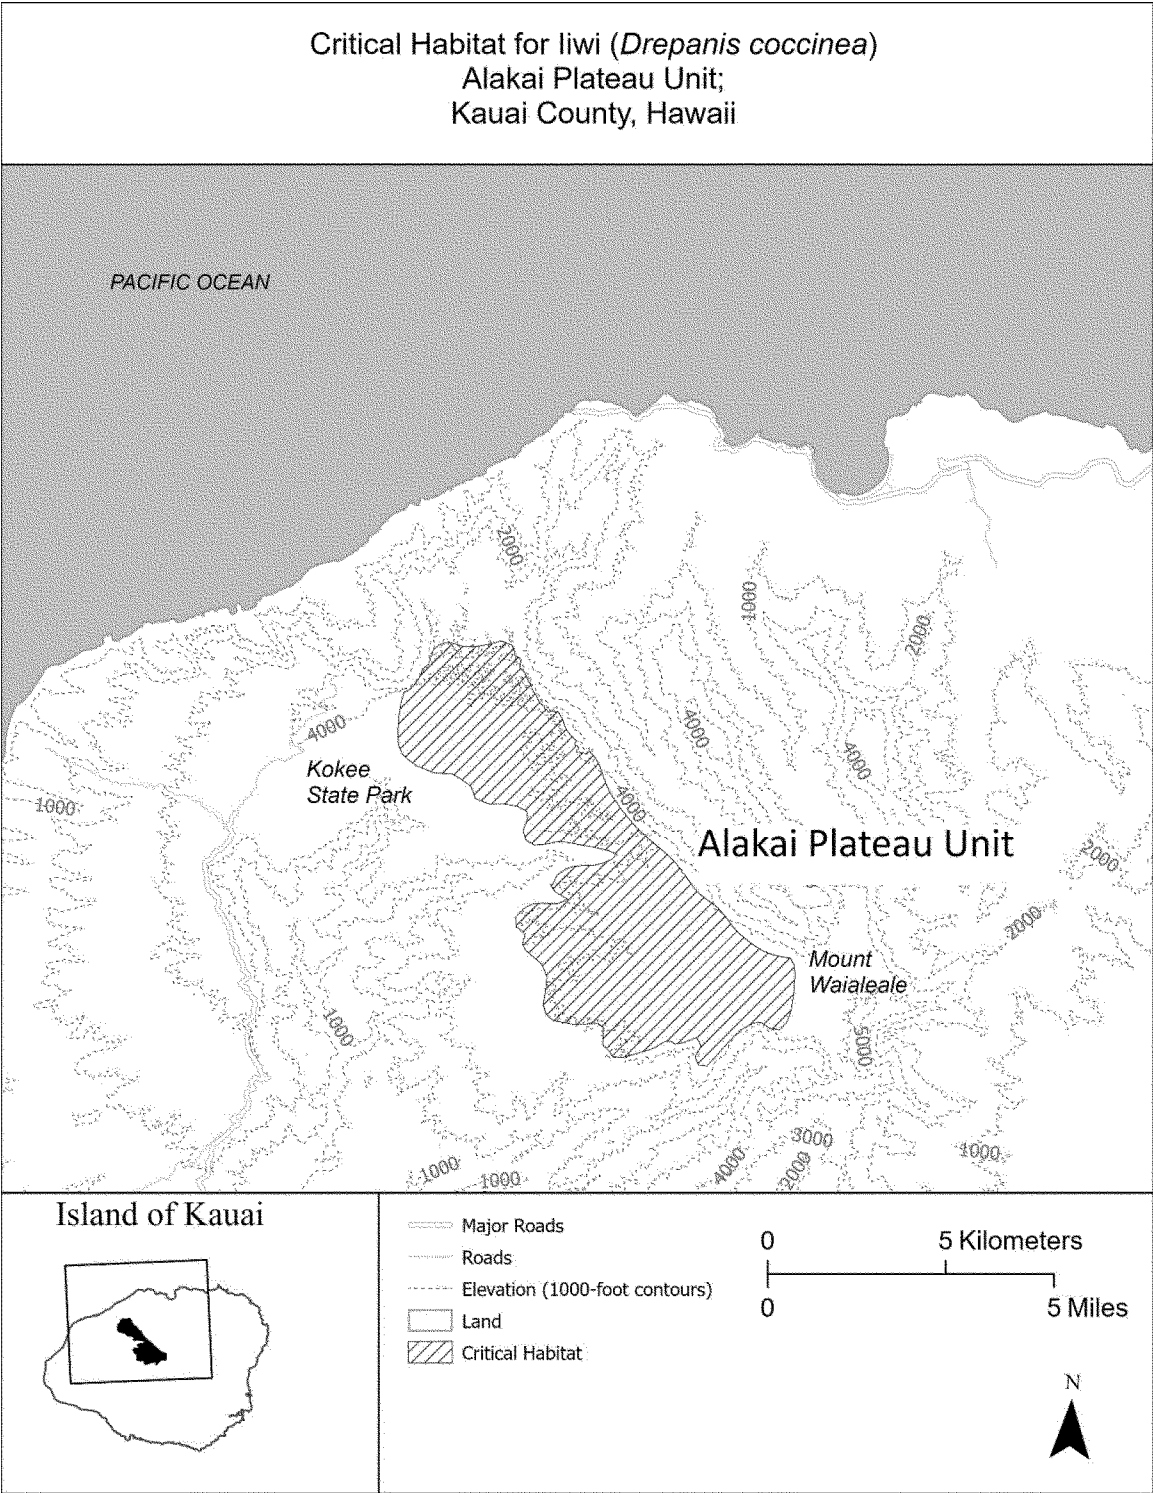 Critical Habitat for Iiwi (Drepanis coccinea)
Alakai Plateau Unit;
Kauai County, Hawaii
PACIFIC OCEAN
2000
1000
2000
4000
4000
4000
Kokee
State Park
1000
4000
Alakai Plateau Unit
2000
2000
Mount
Waialeale
1000
5000
3000
1000
4000
2000
1000
1000
Island of Kauai
Major Roads
Roads
Elevation (1000-foot contours)
Land
Critical Habitat
0
5 Kilometers
0
5 Miles
N